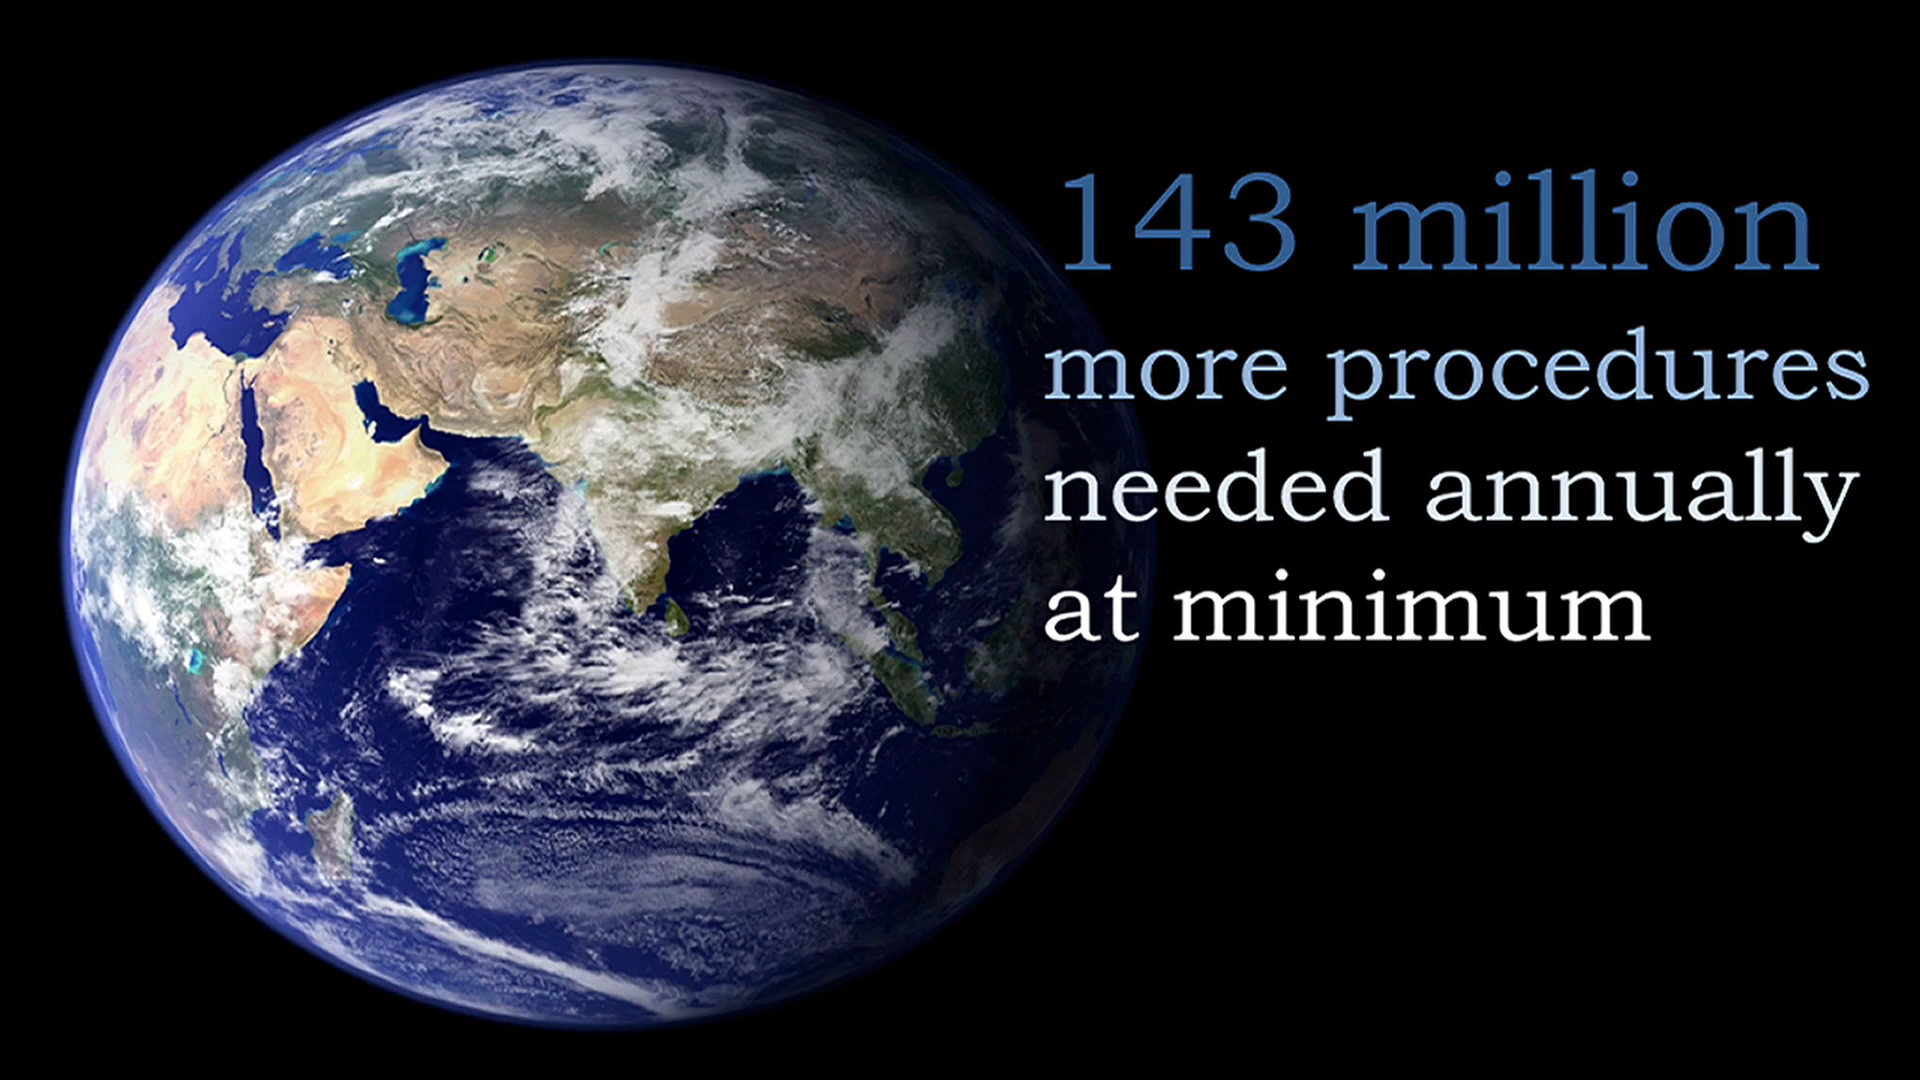 143 million
more procedures
needed annually
at minimum